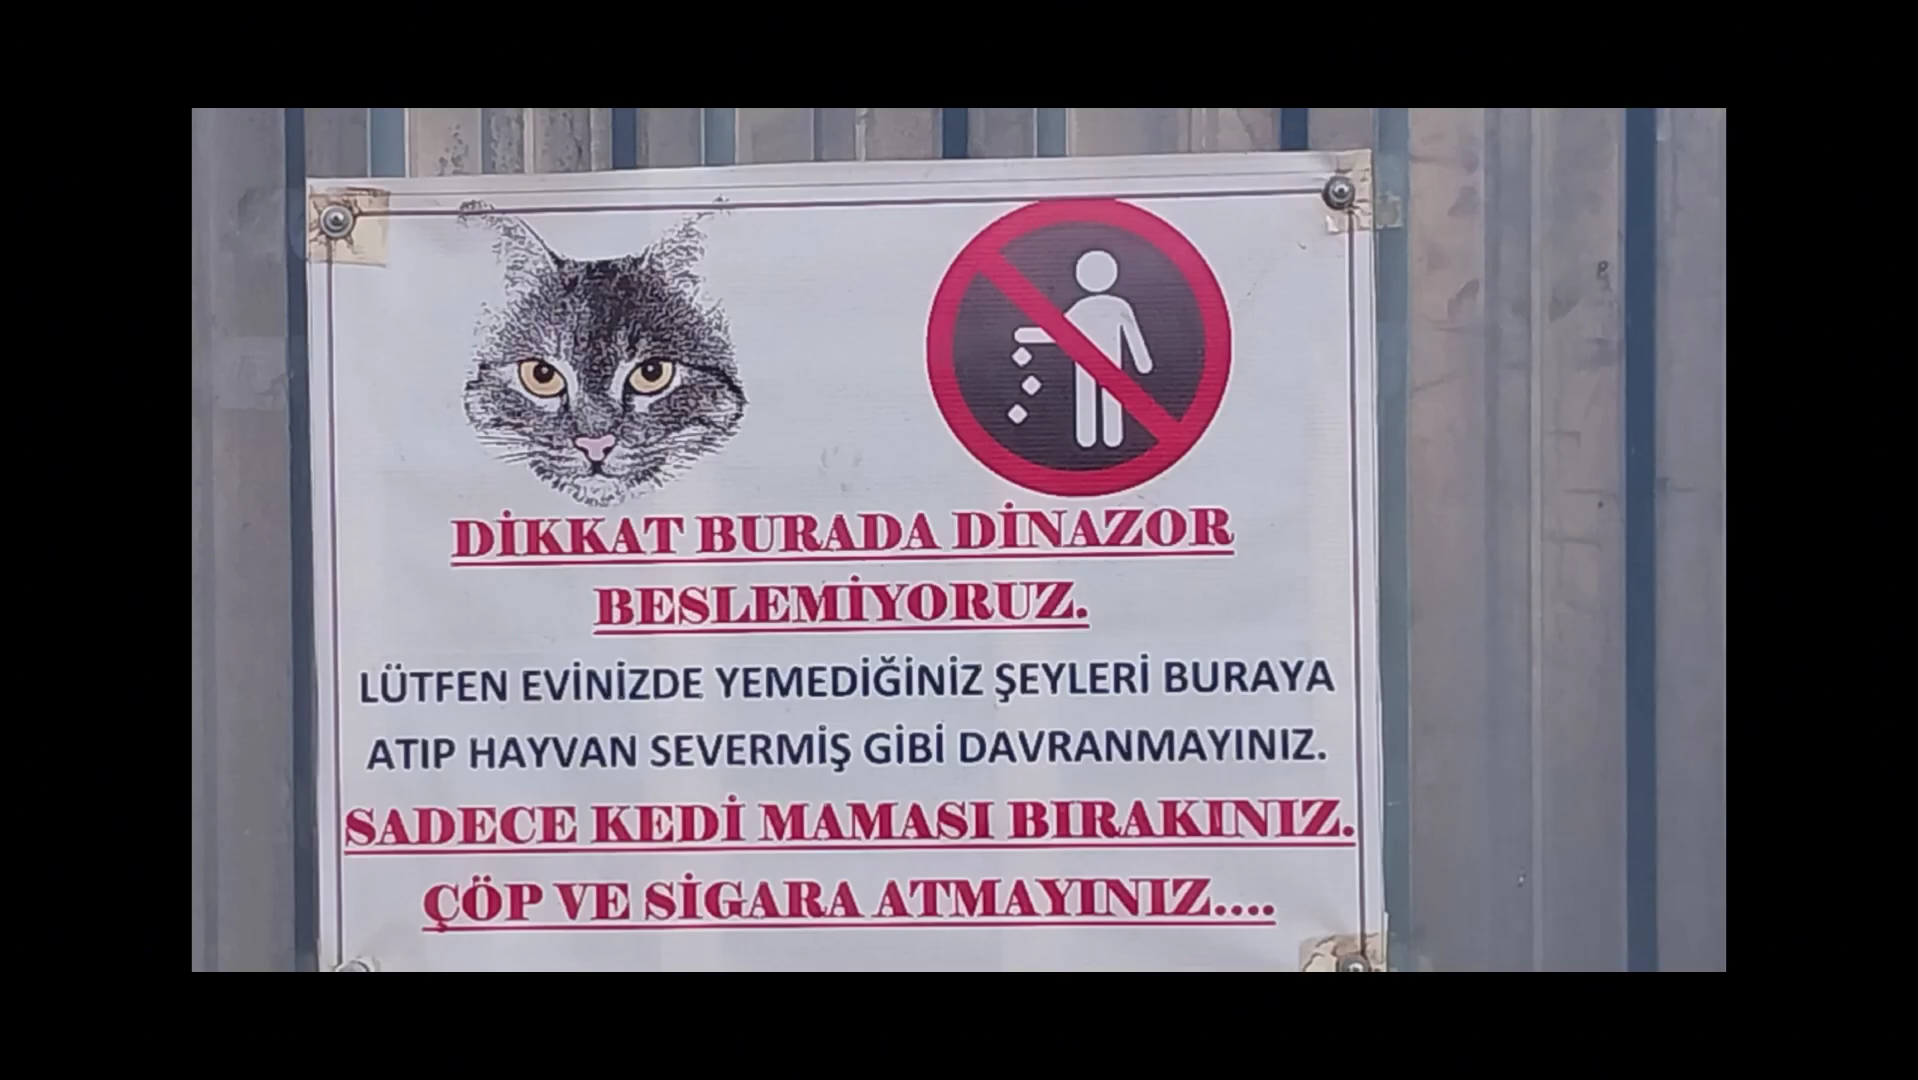 DİKKAT BURADA DİNAZOR
BESLEMİYORUZ.
LÜTFEN EVİNİZDE YEMEDİĞİNİZ ŞEYLERİ BURAYA
ATIP HAYVAN SEVERMİŞ GİBİ DAVRANMAYINIZ.
SADECE KEDİ MAMASI BIRAKINIZ.
ÇÖP VE SİGARA ATMAYINIZ....